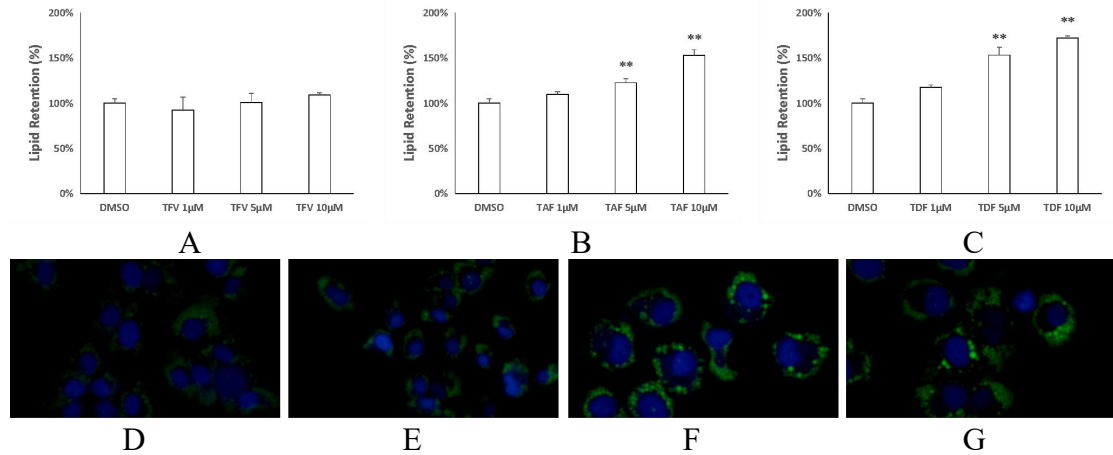 200%
150%
100%
50%
0%
Lipid Retention (%)
DMSO
TFV 1µM
TFV 5µM
TFV 10µM
A
200%
150%
100%
50%
0%
Lipid Retention (%)
**
**
DMSO
TAF 1µM
TAF 5µM
TAF 10µM
B
200%
150%
100%
50%
0%
Lipid Retention (%)
**
**
DMSO
TDF 1µM
TDF 5µM
TDF 10µM
C
D
E
F
G